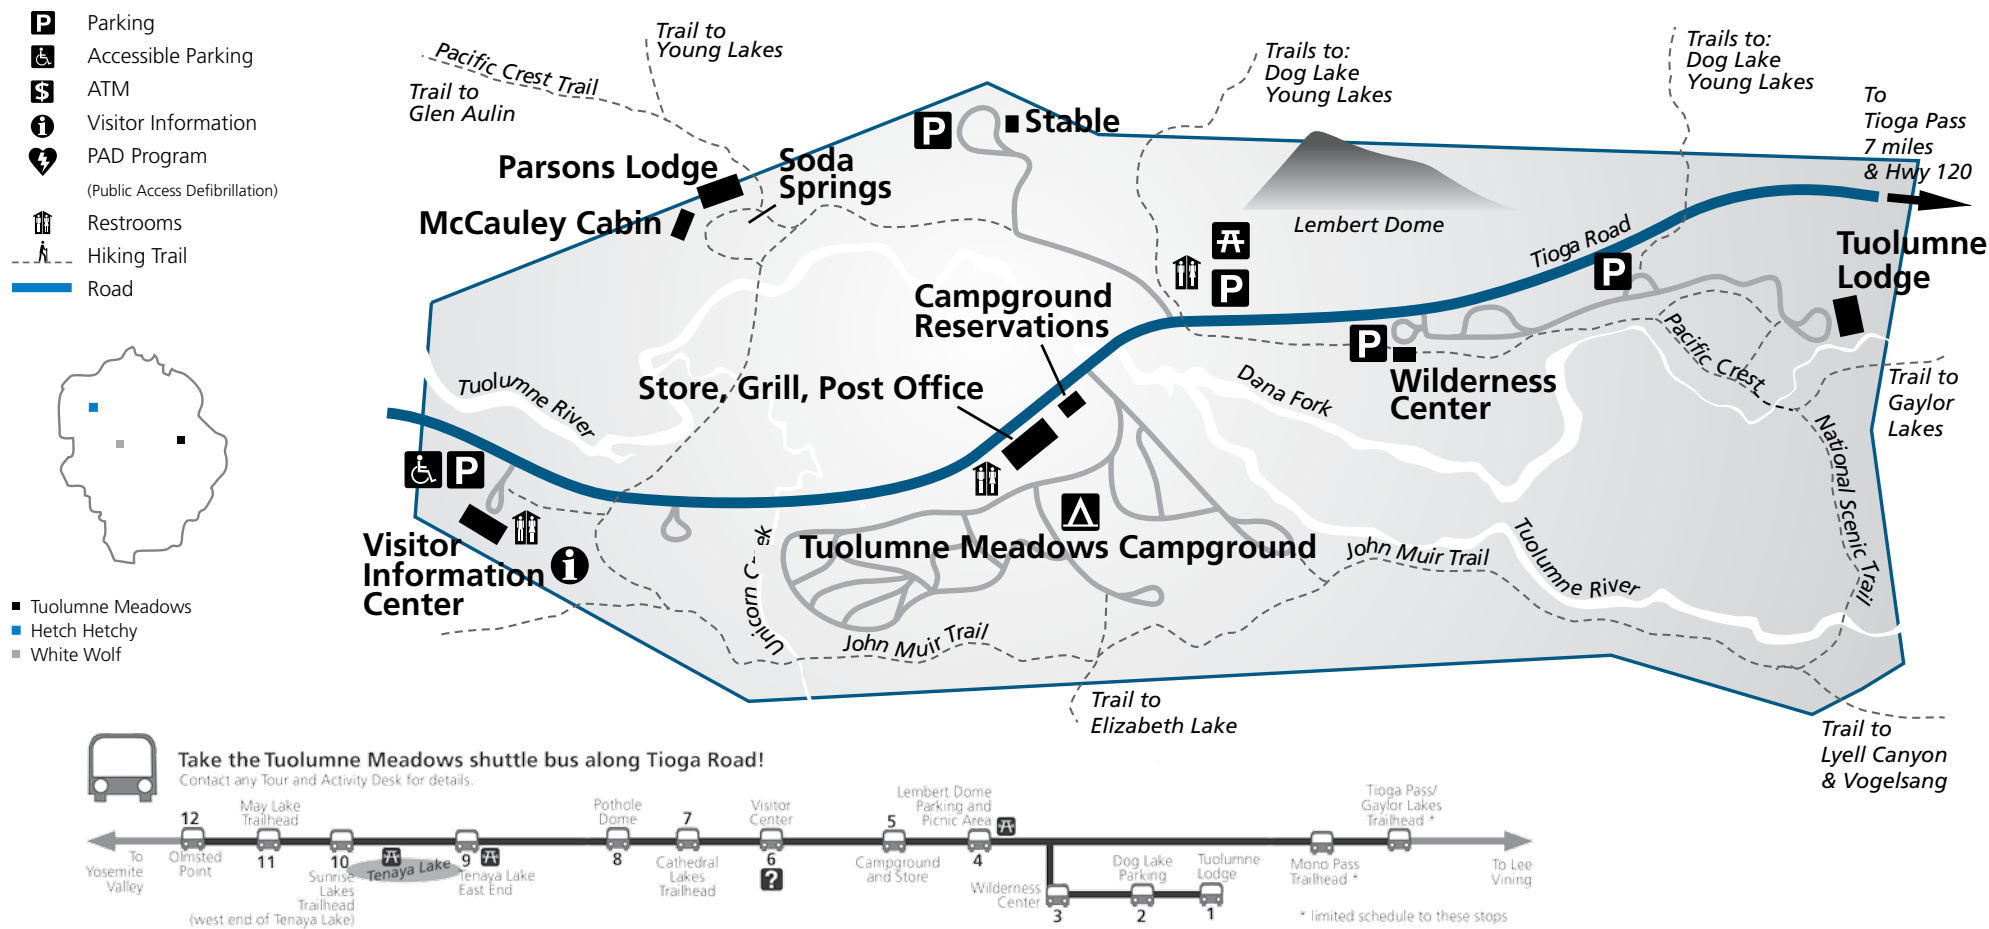 Parking
Accessible Parking
ATM
Visitor Information
PAD Program
(Public Access Defibrillation)
Restrooms
Hiking Trail
Road
Tuolumne Meadows
Hetch Hetchy
White Wolf
Pacific Crest Trail
Trail to
Glen Aulin
Trail to
Young Lakes
Trails to:
Dog Lake
Young Lakes
Trails to:
Dog Lake
Young Lakes
To
Tioga Pass
7 miles
& Hwy 120
P
Stable
Parsons Lodge
Soda
Springs
McCauley Cabin
Lembert Dome
Tioga Road
P
P
Tuolumne
Lodge
Campground
Reservations
Store, Grill, Post Office
P
Wilderness
Center
Pacific Crest
National Scenic Trail
Trail to
Gaylor
Lakes
Dana Fork
Tuolumne River
P
Visitor
Information
Center
i
Unicorn C ek
Tuolumne Meadows Campground
John Muir Trail
Tuolumne River
John Muir Trail
Trail to
Elizabeth Lake
Trail to
Lyell Canyon
& Vogelsang
Take the Tuolumne Meadows shuttle bus along Tioga Road!
Contact any Tour and Activity Desk for details.
To
Yosemite
Valley
12
Olmsted
Point
May Lake
Trailhead
11
10
Sunrise
Lakes
Trailhead
(west end of Tenaya Lake)
Tenaya Lake
9
Tenaya Lake
East End
Pothole
Dome
8
7
Cathedral
Lakes
Trailhead
Visitor
Center
6
?
5
Campground
and Store
Lembert Dome
Parking and
Picnic Area
4
Wilderness
Center
3
Dog Lake
Parking
2
Tuolumne
Lodge
1
Mono Pass
Trailhead *
Tioga Pass/
Gaylor Lakes
Trailhead *
To Lee
Vining
* limited schedule to these stops